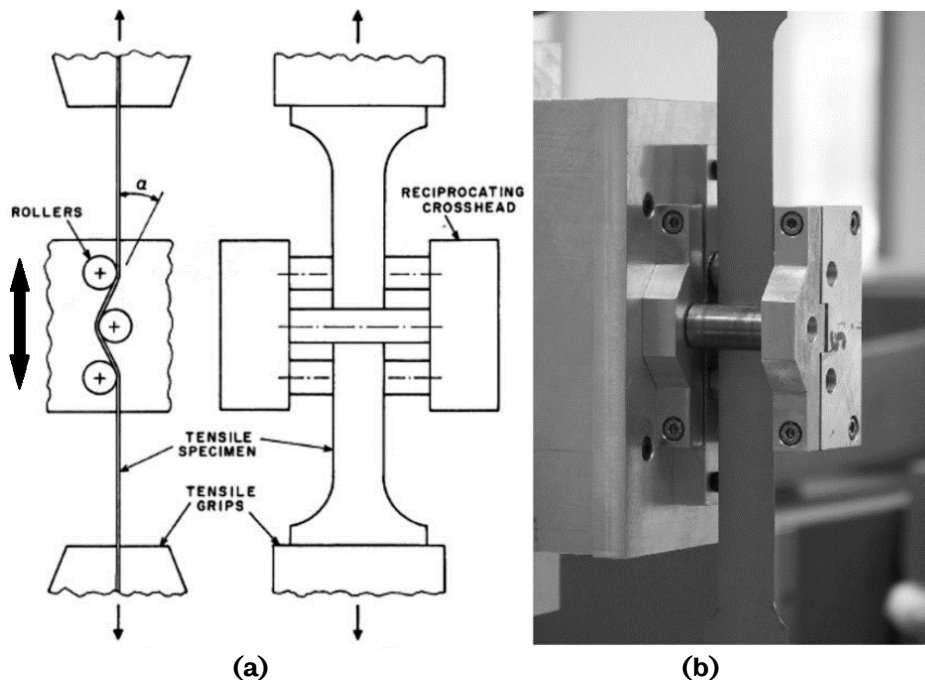 α
ROLLERS
RECIPROCATING
CROSSHEAD
TENSILE
SPECIMEN
TENSILE
GRIPS
(a)
(b)